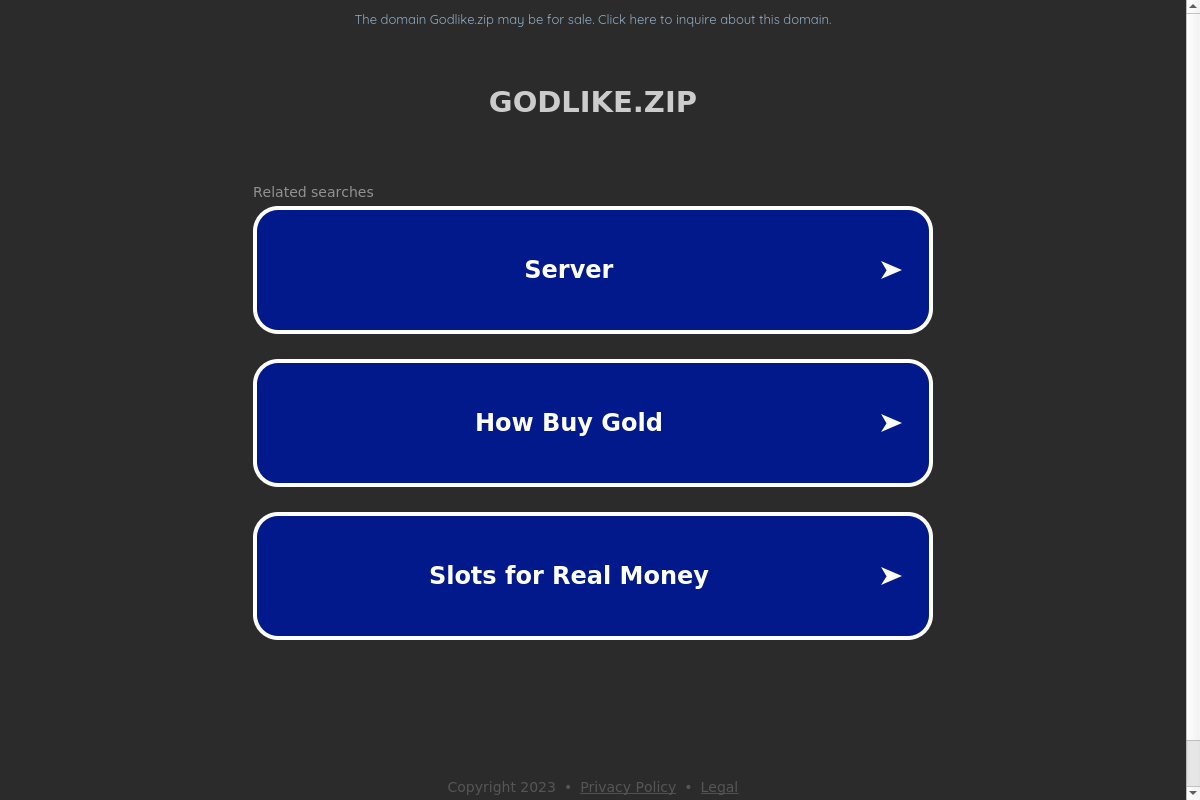 The domain Godlike.zip may be for sale. Click here to inquire about this domain.
GODLIKE.ZIP
Related searches
Server ➤
How Buy Gold ➤
Slots for Real Money ➤
Copyright 2023 • Privacy Policy • Legal